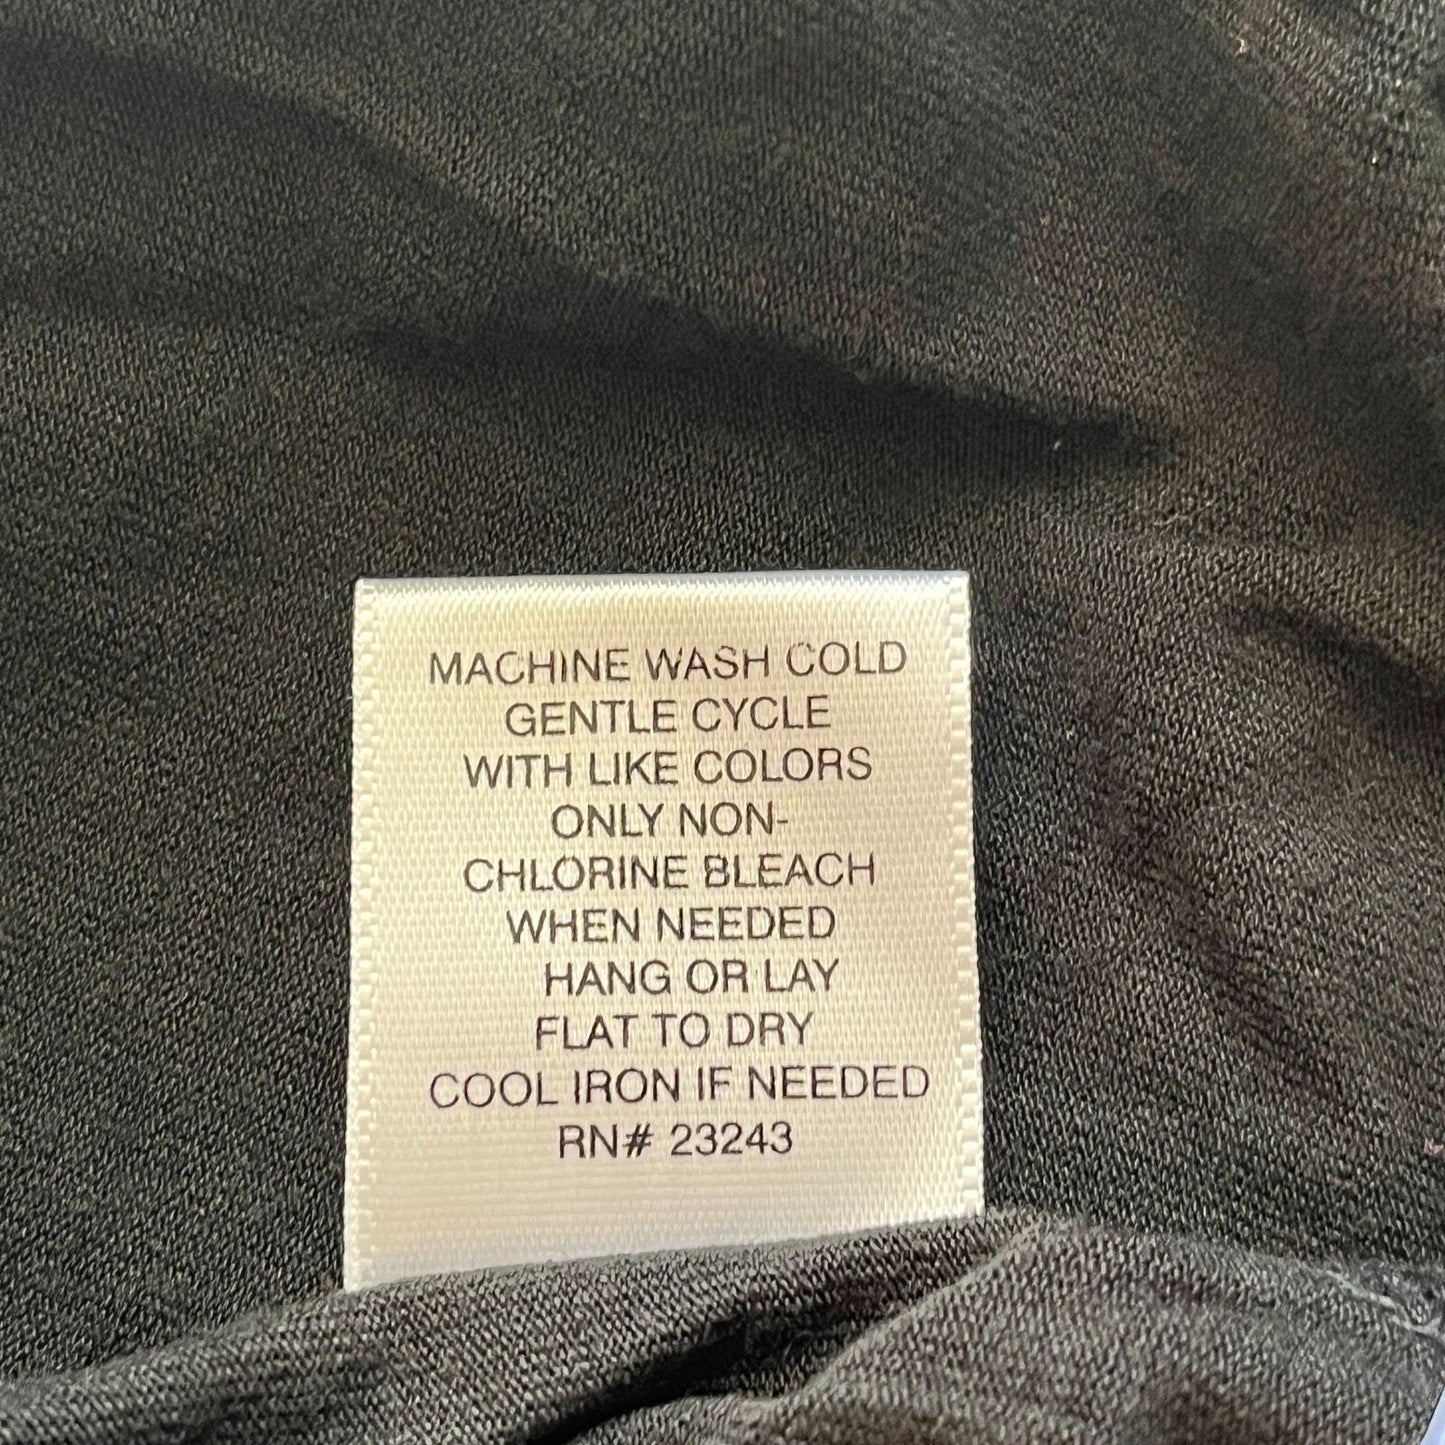 MACHINE WASH COLD
GENTLE CYCLE
WITH LIKE COLORS
ONLY NON-
CHLORINE BLEACH
WHEN NEEDED
HANG OR LAY
FLAT TO DRY
COOL IRON IF NEEDED
RN# 23243